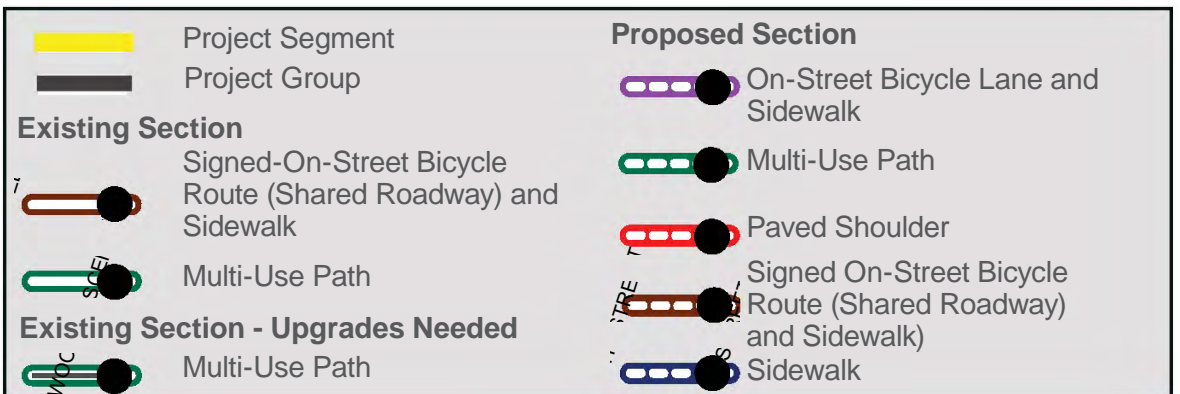 Project Segment
Project Group
Existing Section
Signed-On-Street Bicycle
Route (Shared Roadway) and
Sidewalk
Multi-Use Path
Existing Section - Upgrades Needed
Multi-Use Path
Proposed Section
On-Street Bicycle Lane and
Sidewalk
Multi-Use Path
Paved Shoulder
Signed On-Street Bicycle
Route (Shared Roadway)
and Sidewalk)
Sidewalk